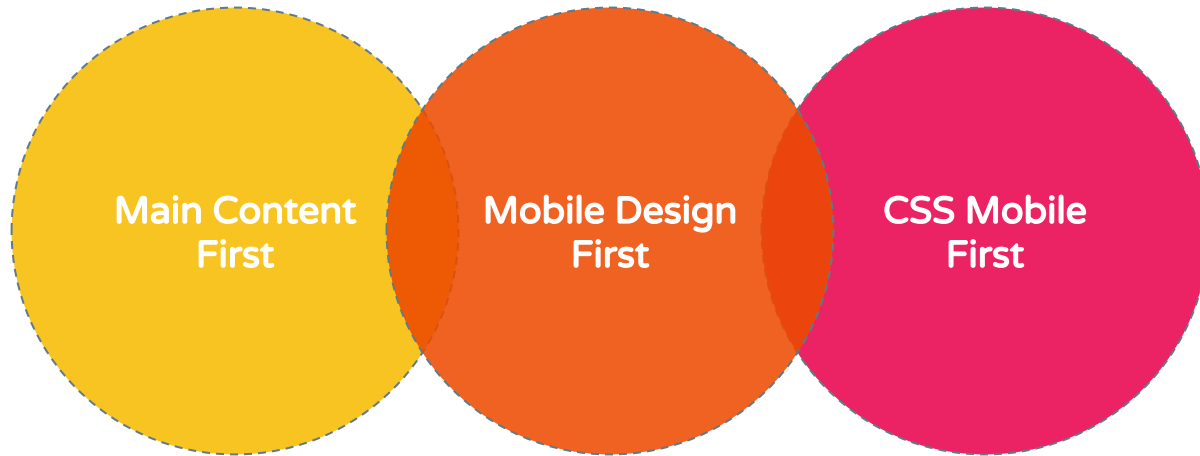 Main Content
First
Mobile Design
First
CSS Mobile
First